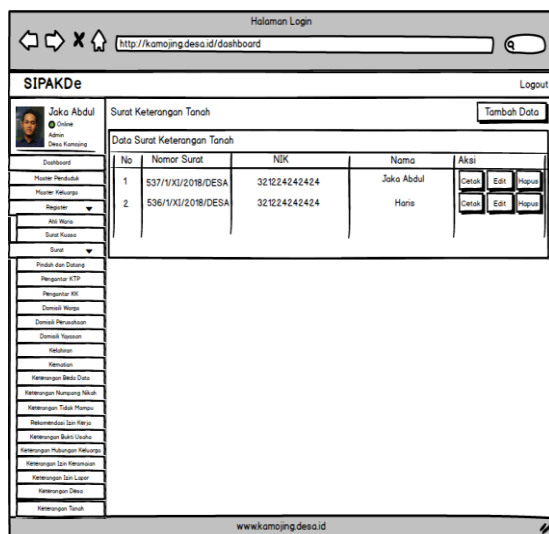 Halaman Login
http://kamojing.desa.id/dashboard
SIPAKDe
Logout
Jaka Abdul
Online
Admin
Desa Kamojing
Surat Keterangan Tanah
Tambah Data
Data Surat Keterangan Tanah
No Nomor Surat NIK Nama Aksi
1 537/1/XI/2018/DESA 321224242424 Jaka Abdul Cetak Edit Hapus
2 536/1/XI/2018/DESA 321224242424 Haris Cetak Edit Hapus
Dashboard
Master Penduduk
Master Keluarga
Register
Ahli Waris
Surat Kuasa
Surat
Pindah dan Datang
Pengantar KTP
Pengantar KK
Domisili Warga
Domisili Perusahaan
Domisili Yayasan
Kelahiran
Kematian
Keterangan Beda Data
Keterangan Numpang Nikah
Keterangan Tidak Mampu
Rekomendasi Izin Kerja
Keterangan Bukti Usaha
Keterangan Hubungan Keluarga
Keterangan Izin Keramaian
Keterangan Izin Lapor
Keterangan Desa
Keterangan Tanah
www.kamojing.desa.id